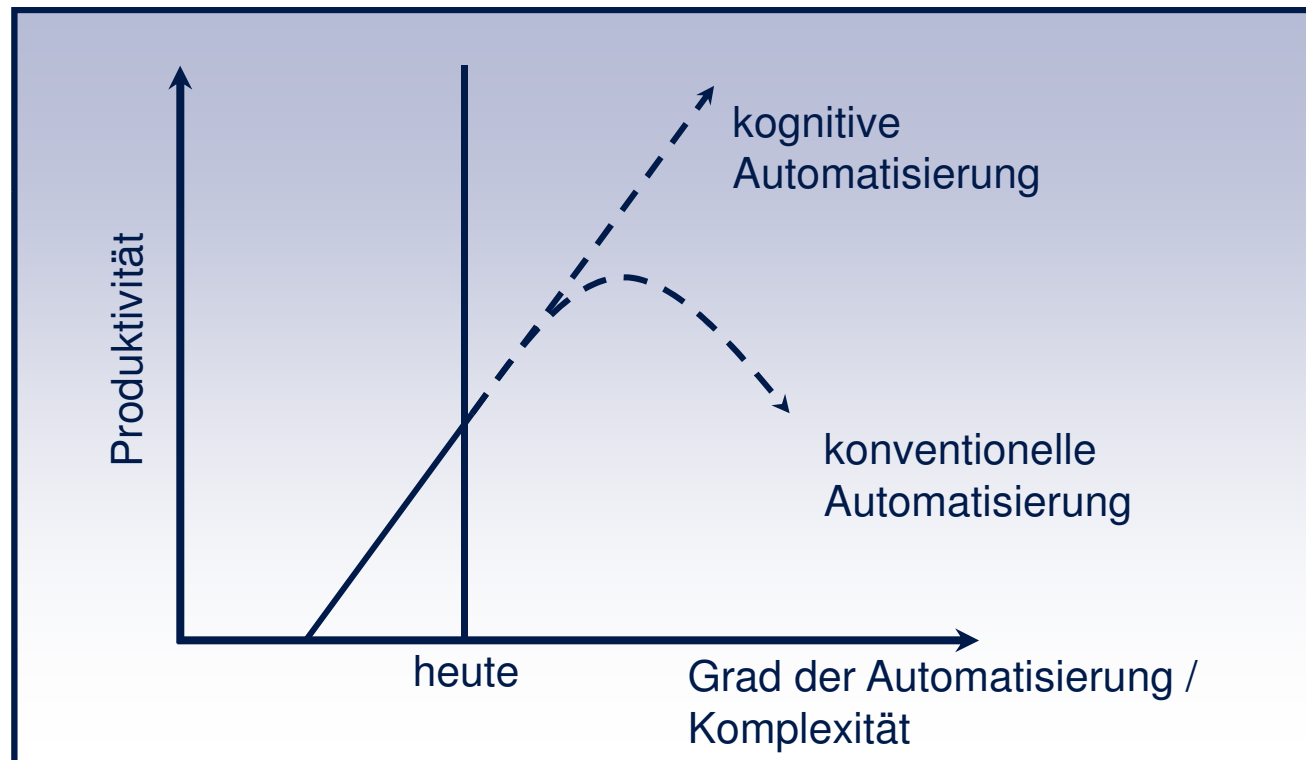 kognitive
Automatisierung
Produktivität
konventionelle
Automatisierung
heute
Grad der Automatisierung /
Komplexität